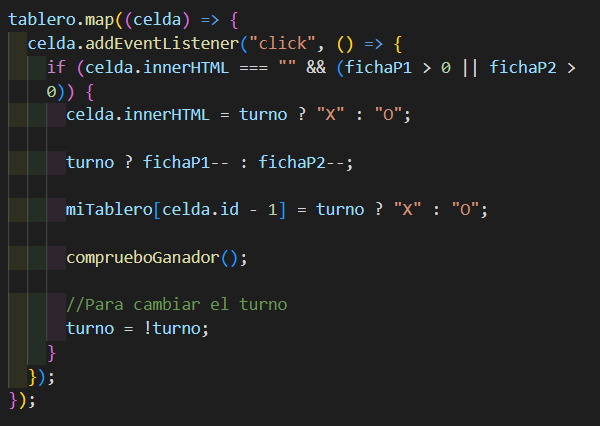 tablero.map((celda) => {
celda.addEventListener("click", () => {
if (celda.innerHTML === "" && (fichaP1 > 0 || fichaP2 >
0)) {
celda.innerHTML = turno ? "X" : "O";
turno ? fichaP1-- : fichaP2--;
miTablero[celda.id - 1] = turno ? "X" : "O";
comprueboGanador();
//Para cambiar el turno
turno = !turno;
}
});
});